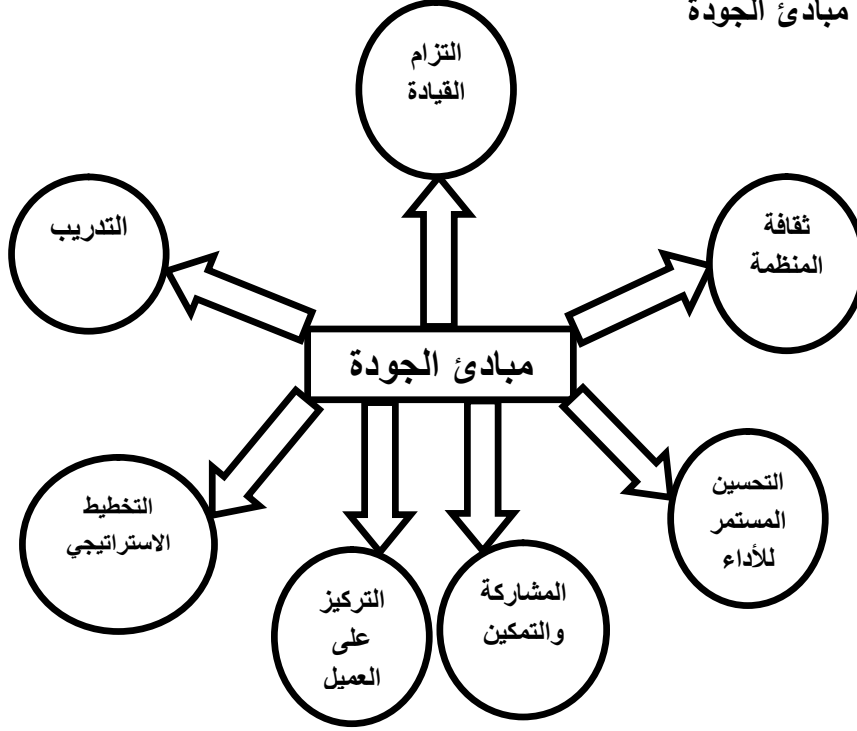 مبادئ الجودة
التزام
القيادة
ثقافة
المنظمة
التدريب
مبادئ الجودة
التحسين
المستمر
للأداء
التخطيط
الاستراتيجي
المشاركة
والتمكين
التركيز
على
العميل